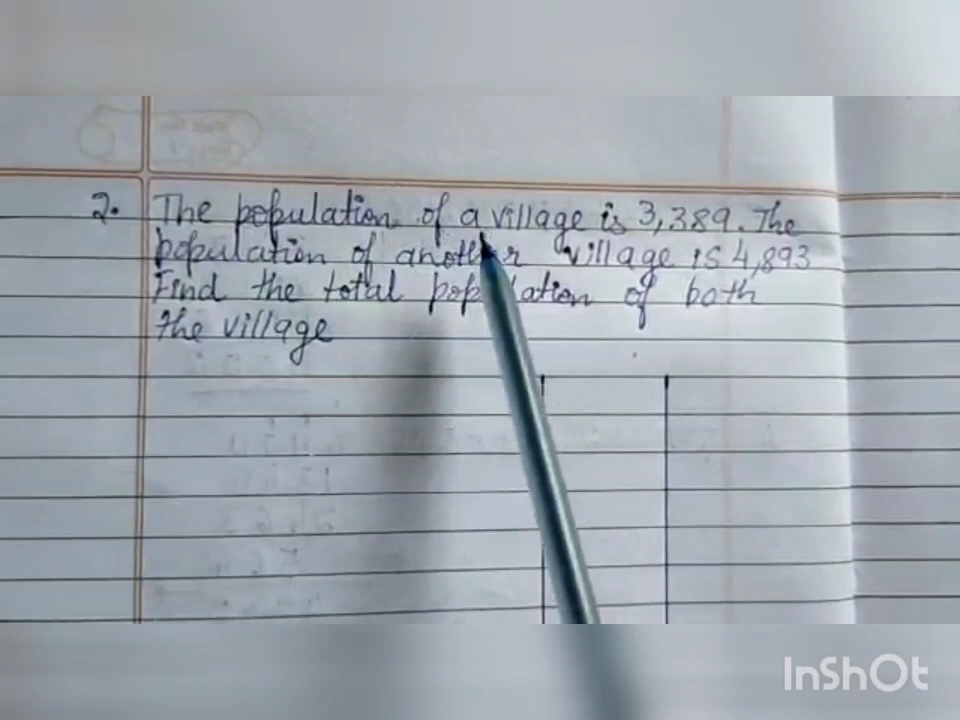 2. The population of a village is 3,389. The
population of another village is 4,893
Find the total population of both
the village
InShOt